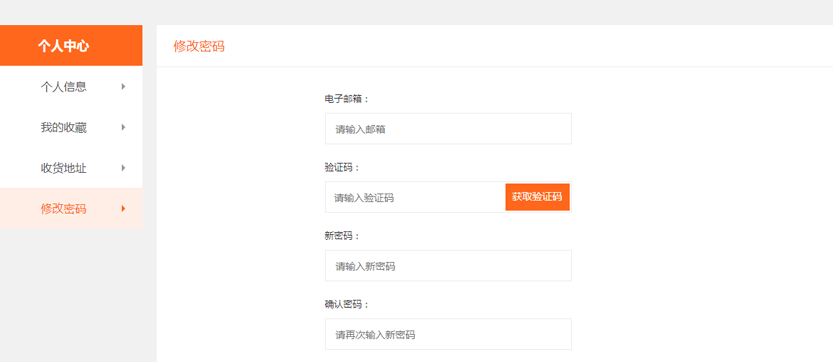 个人中心
个人信息
我的收藏
收货地址
修改密码
修改密码
电子邮箱：
请输入邮箱
验证码：
请输入验证码 获取验证码
新密码：
请输入新密码
确认密码：
请再次输入新密码